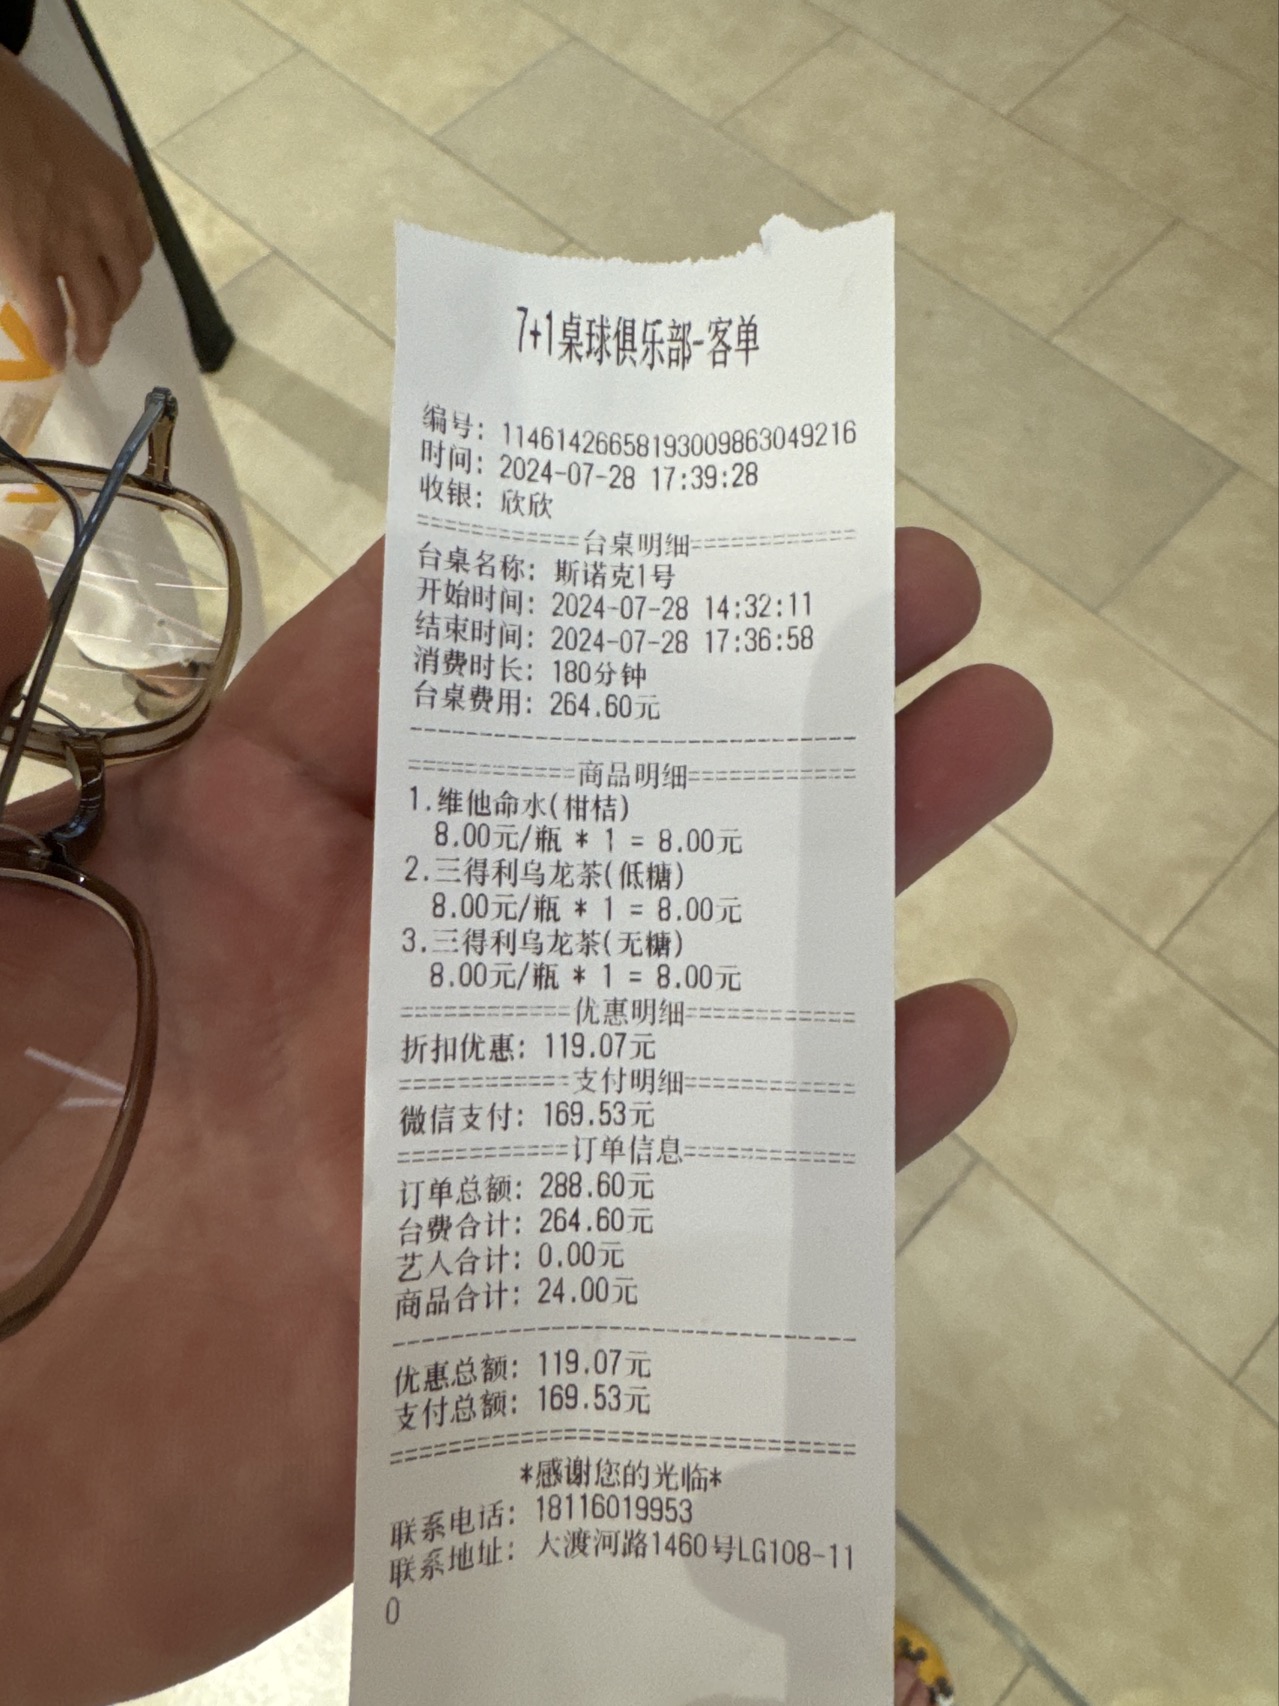 7+1桌球俱乐部-客单
编号: 11461426658193009863049216
时间: 2024-07-28 17:39:28
收银: 欣欣
==========台桌明细==========
台桌名称: 斯诺克1号
开始时间: 2024-07-28 14:32:11
结束时间: 2024-07-28 17:36:58
消费时长: 180分钟
台桌费用: 264.60元
--------------------------------
==========商品明细==========
1.维他命水(柑桔)
8.00元/瓶 * 1 = 8.00元
2.三得利乌龙茶(低糖)
8.00元/瓶 * 1 = 8.00元
3.三得利乌龙茶(无糖)
8.00元/瓶 * 1 = 8.00元
==========优惠明细==========
折扣优惠: 119.07元
==========支付明细==========
微信支付: 169.53元
==========订单信息==========
订单总额: 288.60元
台费合计: 264.60元
艺人合计: 0.00元
商品合计: 24.00元
--------------------------------
优惠总额: 119.07元
支付总额: 169.53元
================================
*感谢您的光临*
联系电话: 18116019953
联系地址: 大渡河路1460号LG108-11
0